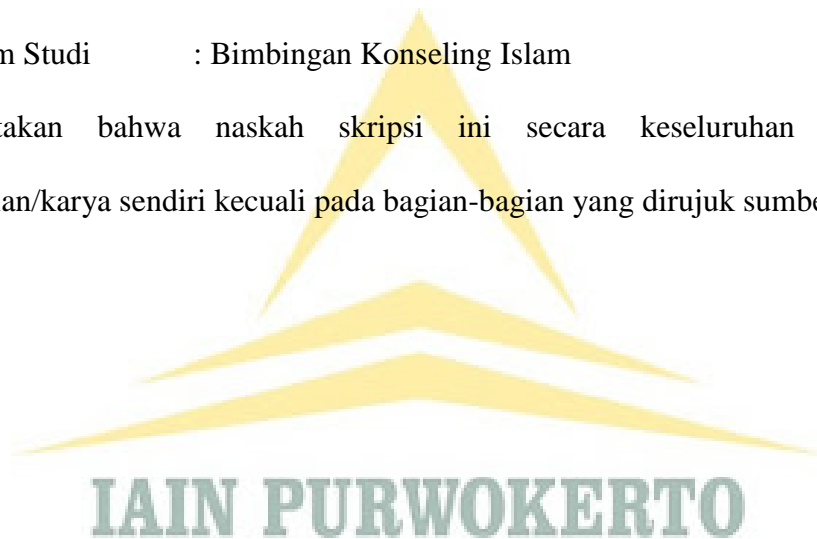 m Studi : Bimbingan Konseling Islam
takan bahwa naskah skripsi ini secara keseluruhan
an/karya sendiri kecuali pada bagian-bagian yang dirujuk sumbe
IAIN PURWOKERTO